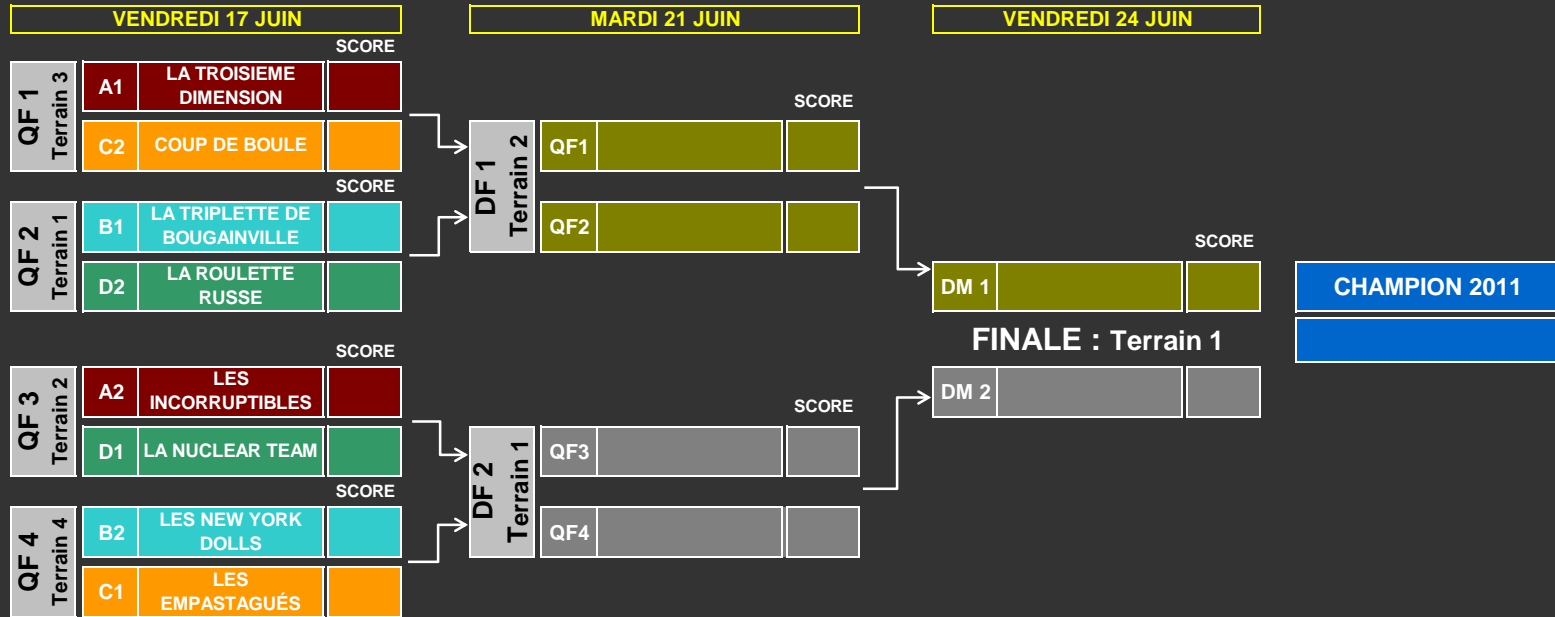 VENDREDI 17 JUIN
MARDI 21 JUIN
VENDREDI 24 JUIN
SCORE
QF 1
Terrain 3
A1
LA TROISIEME
DIMENSION
C2
COUP DE BOULE
SCORE
QF 2
Terrain 1
B1
LA TRIPLETTE DE
BOUGAINVILLE
D2
LA ROULETTE
RUSSE
SCORE
QF 3
Terrain 2
A2
LES
INCORRUPTIBLES
D1
LA NUCLEAR TEAM
SCORE
QF 4
Terrain 4
B2
LES NEW YORK
DOLLS
C1
LES
EMPASTAGUÉS
SCORE
DF 1
Terrain 2
QF1
QF2
SCORE
DF 2
Terrain 1
QF3
QF4
SCORE
DM 1
FINALE : Terrain 1
DM 2
CHAMPION 2011